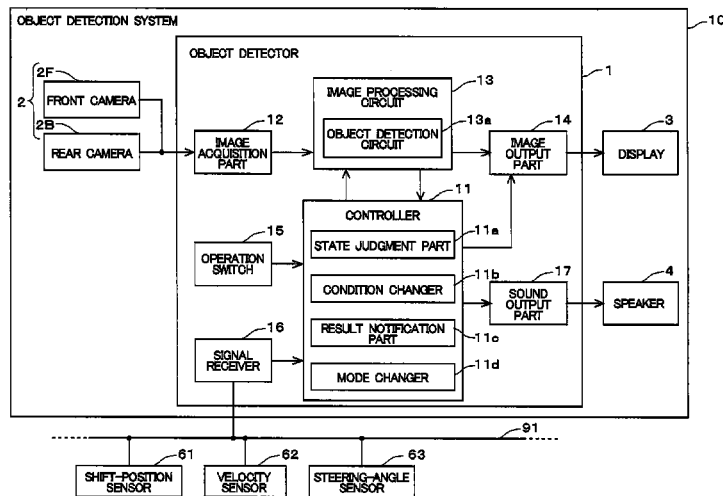 OBJECT DETECTION SYSTEM
10
OBJECT DETECTOR
1
2
2F
FRONT CAMERA
2B
REAR CAMERA
12
IMAGE
ACQUISITION
PART
13
IMAGE PROCESSING
CIRCUIT
13a
OBJECT DETECTION
CIRCUIT
14
IMAGE
OUTPUT
PART
3
DISPLAY
11
CONTROLLER
11a
STATE JUDGMENT PART
11b
CONDITION CHANGER
RESULT NOTIFICATION
PART
11c
11d
MODE CHANGER
15
OPERATION
SWITCH
16
SIGNAL
RECEIVER
17
SOUND
OUTPUT
PART
4
SPEAKER
91
61
SHIFT-POSITION
SENSOR
62
VELOCITY
SENSOR
63
STEERING-ANGLE
SENSOR